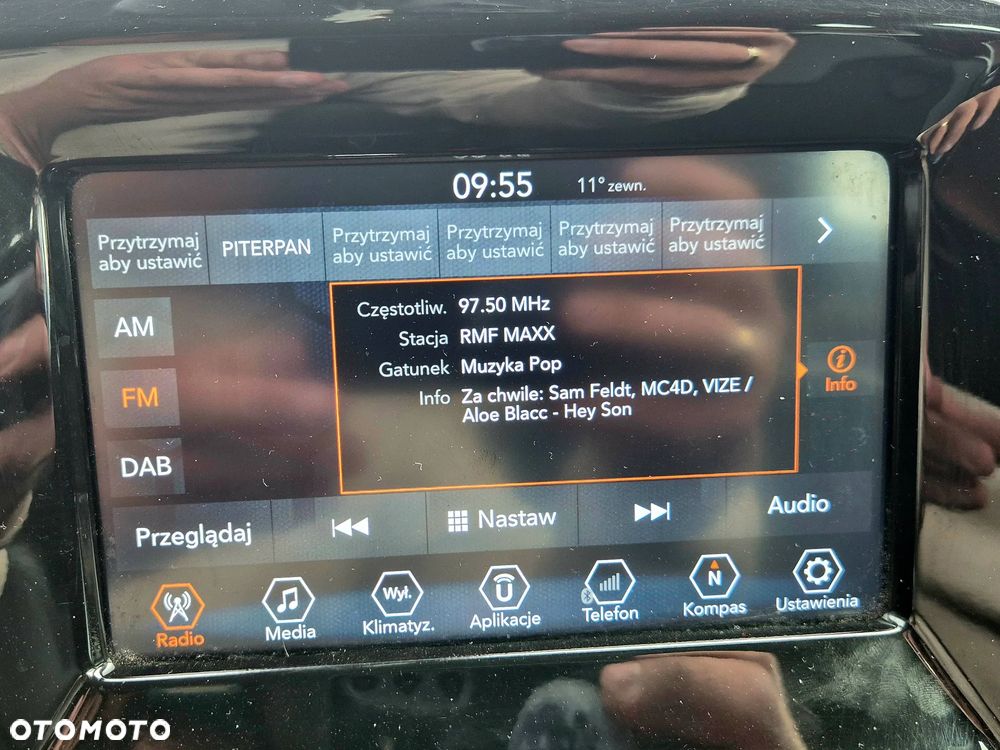 09:55
11° zewn.
Przytrzymaj
aby ustawić
PITERPAN
Przytrzymaj
aby ustawić
Przytrzymaj
aby ustawić
Przytrzymaj
aby ustawić
Przytrzymaj
aby ustawić
AM
FM
DAB
Częstotliw. 97.50 MHz
Stacja RMF MAXX
Gatunek Muzyka Pop
Info Za chwile: Sam Feldt, MC4D, VIZE /
Aloe Blacc - Hey Son
Info
Przeglądaj
Nastaw
Audio
Radio
Media
Wył.
Klimatyz.
Aplikacje
Telefon
N
Kompas
Ustawienia
OTOMOTO